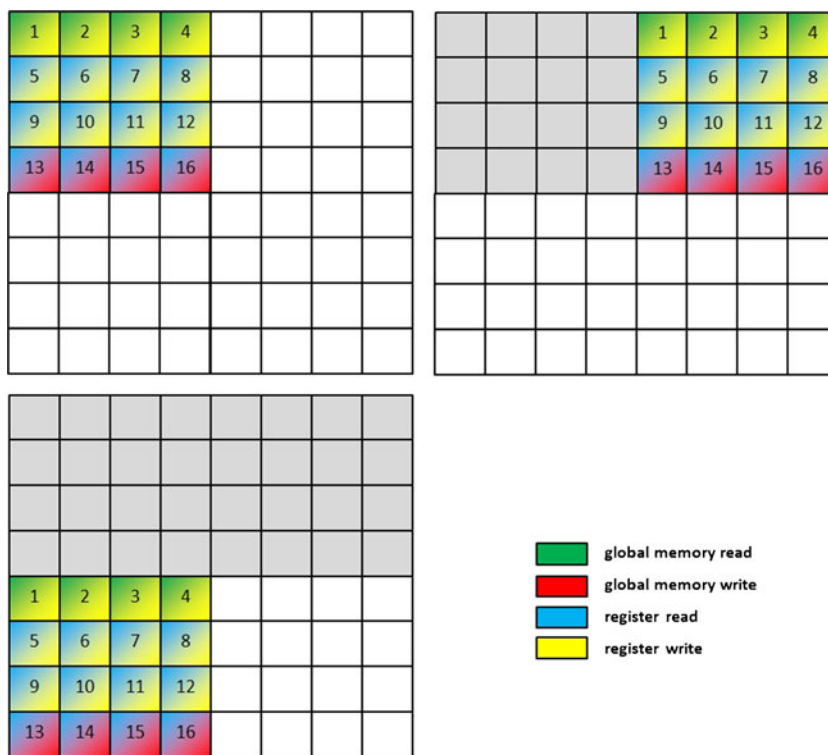 1 2 3 4 1 2 3 4
5 6 7 8 5 6 7 8
9 10 11 12 9 10 11 12
13 14 15 16 13 14 15 16
1 2 3 4
5 6 7 8
9 10 11 12
13 14 15 16
global memory read
global memory write
register read
register write